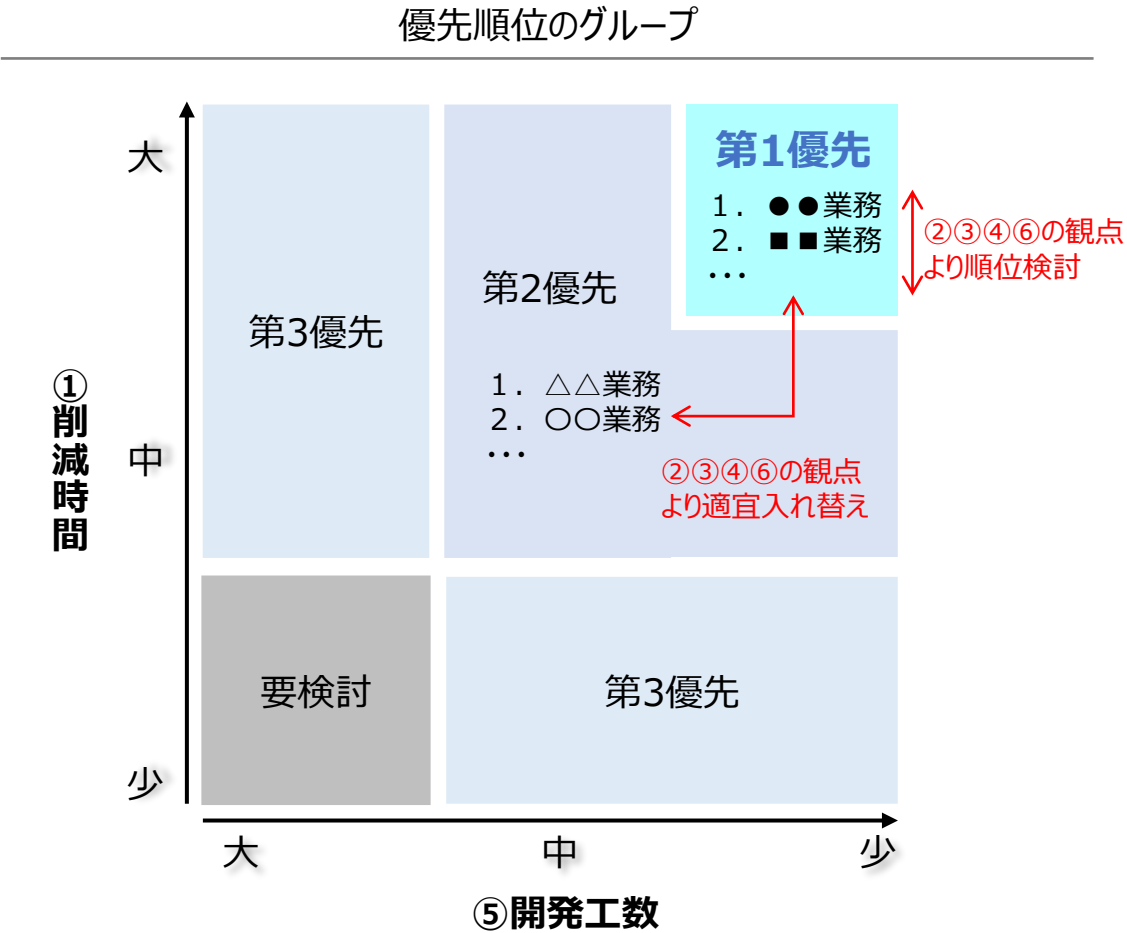 優先順位のグループ
第1優先
1. ●●業務
2. ■■業務
・・・
②③④⑥の観点
より順位検討
第2優先
1. △△業務
2. 〇〇業務
・・・
②③④⑥の観点
より適宜入れ替え
第3優先
要検討
第3優先
①削減時間
大
中
少
大
中
少
⑤開発工数